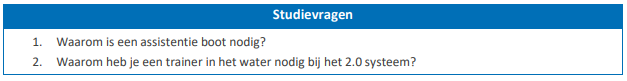 Studievragen
1. Waarom is een assistentie boot nodig?
2. Waarom heb je een trainer in het water nodig bij het 2.0 systeem?